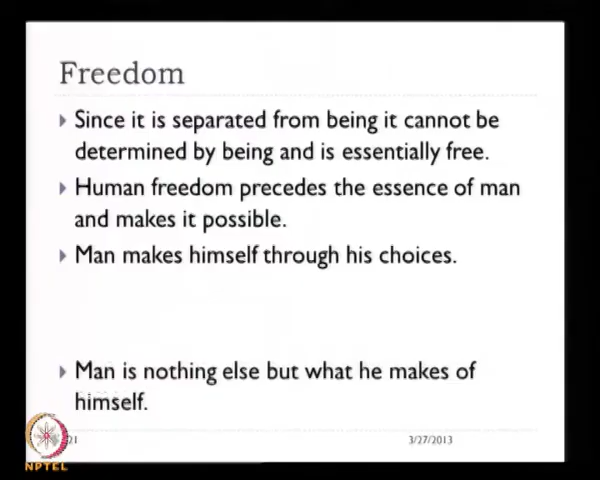 Freedom
Since it is separated from being it cannot be
determined by being and is essentially free.
Human freedom precedes the essence of man
and makes it possible.
Man makes himself through his choices.
Man is nothing else but what he makes of
himself.
21
3/27/2013
NPTEL